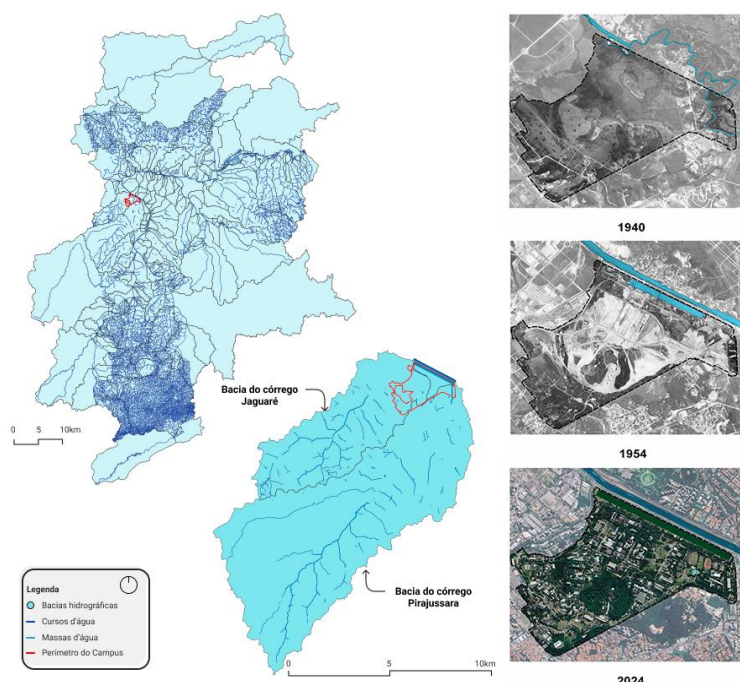 1940
0 5 10km
Bacia do córrego
Jaguaré
1954
Legenda
Bacias hidrográficas
Cursos d'água
Massas d'água
Perímetro do Campus
Bacia do córrego
Pirajussara
0 5 10km
2024